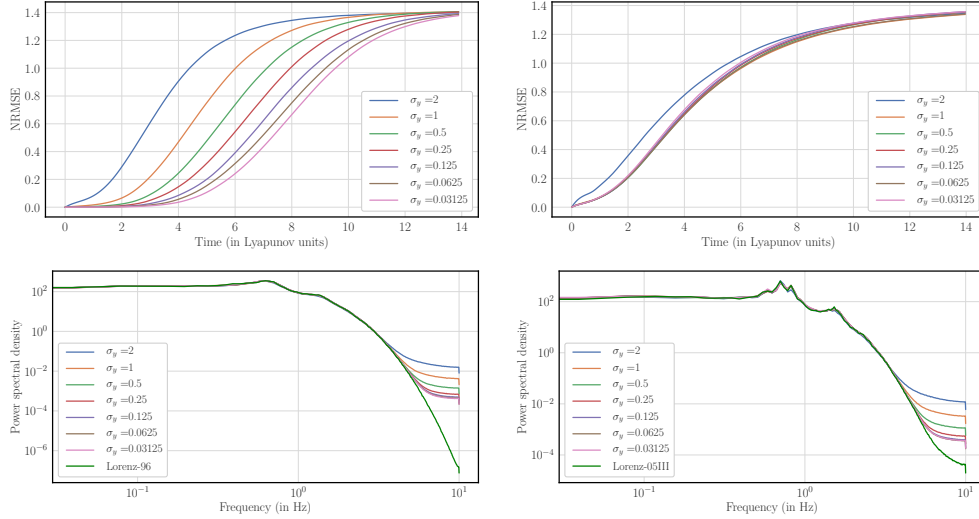 1.4
1.2
1.0
0.8
0.6
0.4
0.2
0.0
NRMSE
0 2 4 6 8 10 12 14
Time (in Lyapunov units)
σ_y =2
σ_y =1
σ_y =0.5
σ_y =0.25
σ_y =0.125
σ_y =0.0625
σ_y =0.03125
1.4
1.2
1.0
0.8
0.6
0.4
0.2
0.0
NRMSE
0 2 4 6 8 10 12 14
Time (in Lyapunov units)
σ_y =2
σ_y =1
σ_y =0.5
σ_y =0.25
σ_y =0.125
σ_y =0.0625
σ_y =0.03125
10^2
10^0
10^−2
10^−4
10^−6
Power spectral density
10^−1 10^0 10^1
Frequency (in Hz)
σ_y =2
σ_y =1
σ_y =0.5
σ_y =0.25
σ_y =0.125
σ_y =0.0625
σ_y =0.03125
Lorenz-96
10^2
10^0
10^−2
10^−4
Power spectral density
10^−1 10^0 10^1
Frequency (in Hz)
σ_y =2
σ_y =1
σ_y =0.5
σ_y =0.25
σ_y =0.125
σ_y =0.0625
σ_y =0.03125
Lorenz-05III